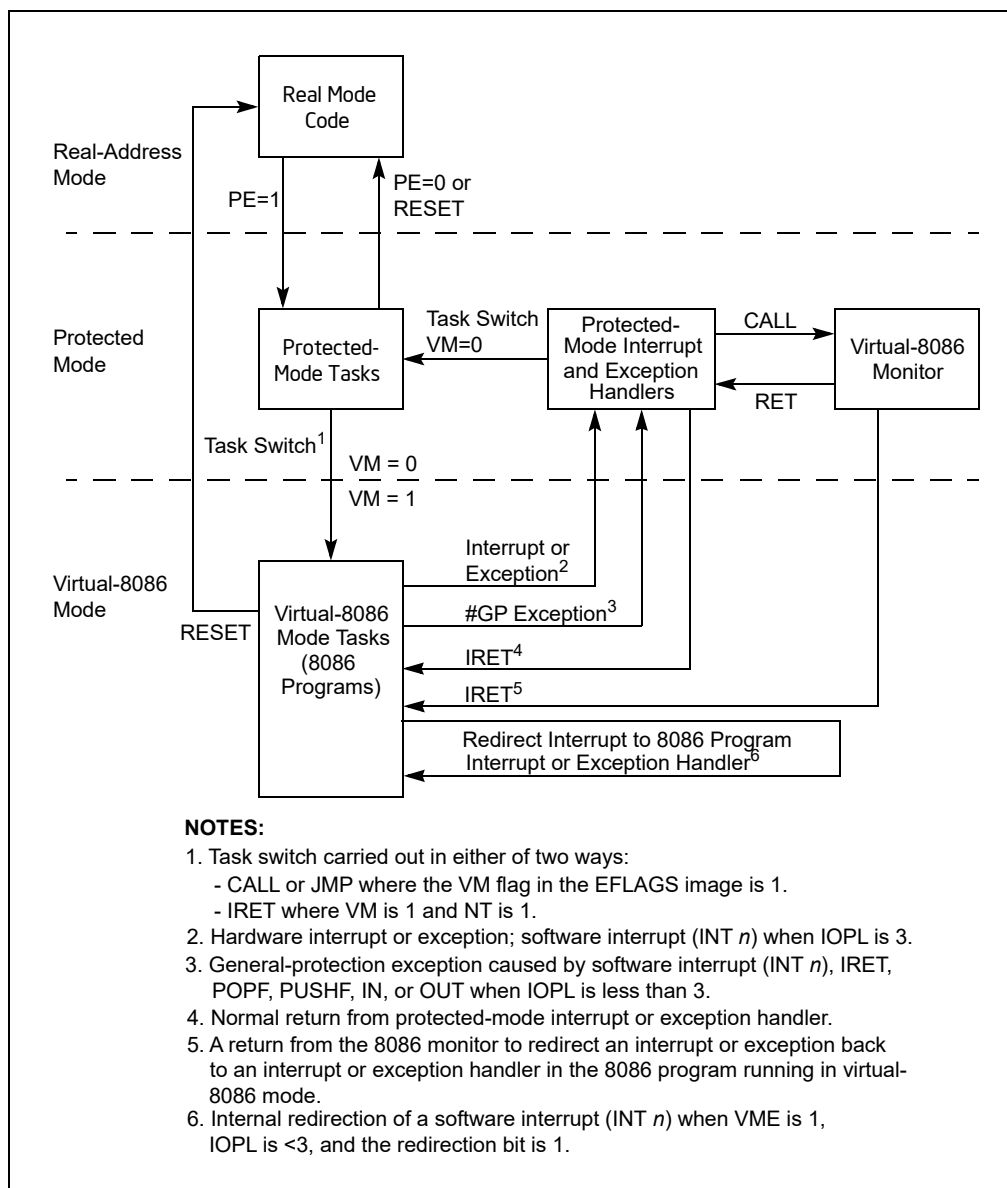 Real Mode
Code
Real-Address
Mode
PE=1
PE=0 or
RESET
Protected
Mode
Protected-
Mode Tasks
Task Switch
VM=0
Protected-
Mode Interrupt
and Exception
Handlers
CALL
RET
Virtual-8086
Monitor
Task Switch1
VM = 0
VM = 1
Virtual-8086
Mode
RESET
Virtual-8086
Mode Tasks
(8086
Programs)
Interrupt or
Exception2
#GP Exception3
IRET4
IRET5
Redirect Interrupt to 8086 Program
Interrupt or Exception Handler6
NOTES:
1. Task switch carried out in either of two ways:
- CALL or JMP where the VM flag in the EFLAGS image is 1.
- IRET where VM is 1 and NT is 1.
2. Hardware interrupt or exception; software interrupt (INT n) when IOPL is 3.
3. General-protection exception caused by software interrupt (INT n), IRET,
POPF, PUSHF, IN, or OUT when IOPL is less than 3.
4. Normal return from protected-mode interrupt or exception handler.
5. A return from the 8086 monitor to redirect an interrupt or exception back
to an interrupt or exception handler in the 8086 program running in virtual-
8086 mode.
6. Internal redirection of a software interrupt (INT n) when VME is 1,
IOPL is <3, and the redirection bit is 1.